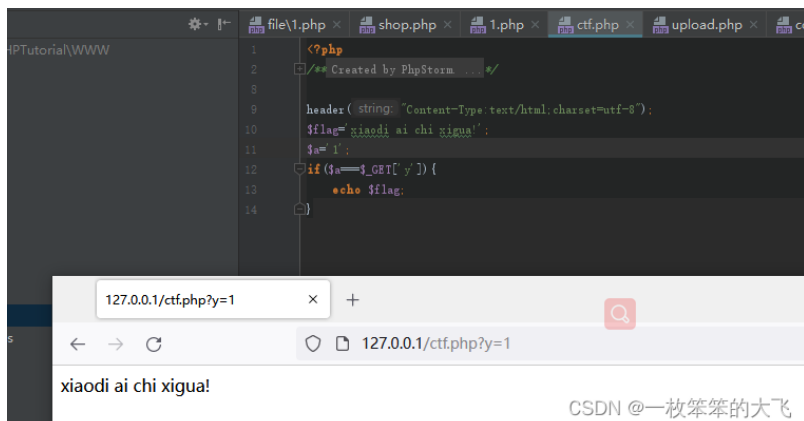 file\1.php × shop.php × 1.php × ctf.php × upload.php ×
HPTutorial\WWW
1 <?php
2 /** Created by PhpStorm ...*/
8
9 header( string: "Content-Type:text/html;charset=utf-8");
10 $flag='xiaodi ai chi xigua!';
11 $a='1';
12 if($a===$_GET['y']){
13 echo $flag;
14 }
127.0.0.1/ctf.php?y=1 × +
127.0.0.1/ctf.php?y=1
xiaodi ai chi xigua!
CSDN @一枚笨笨的大飞